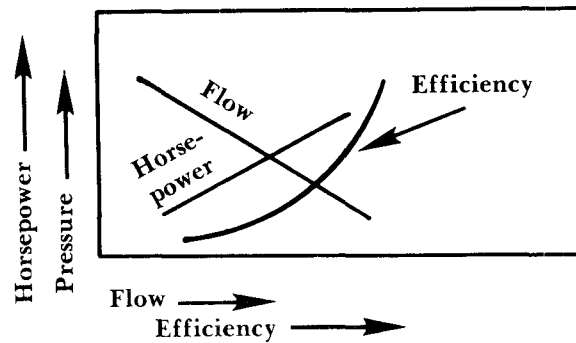 Flow
Efficiency
Horse-
power
Horsepower
Pressure
Flow
Efficiency